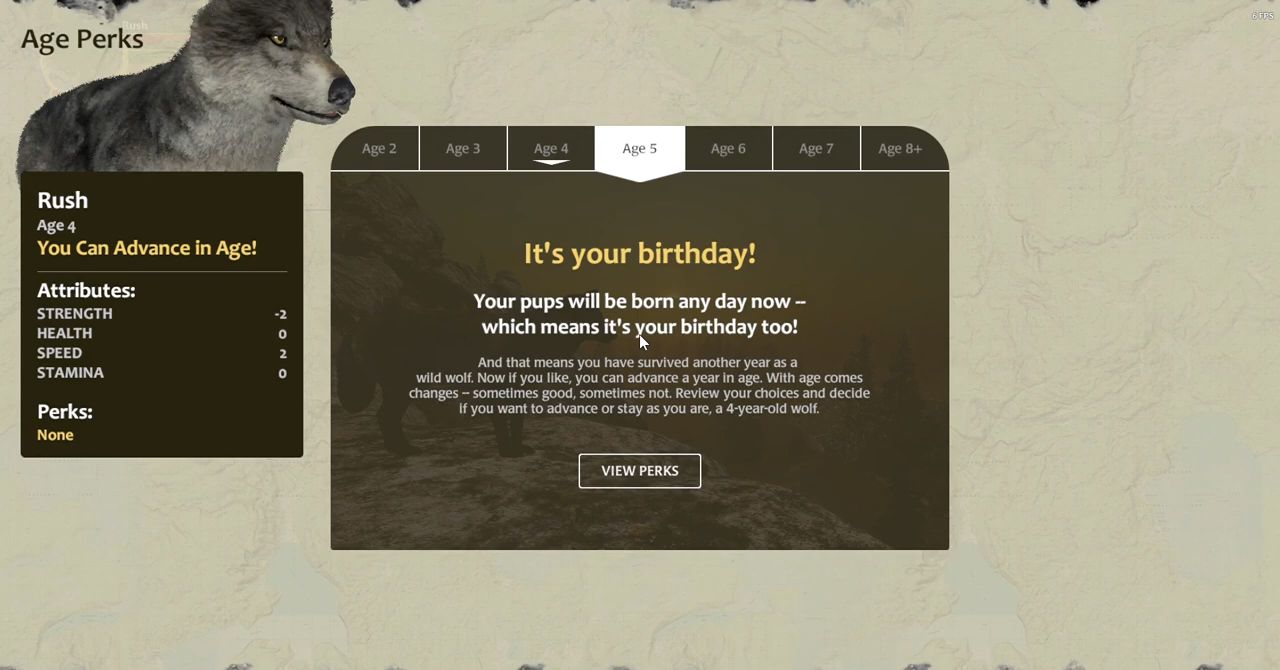 Age Perks
Rush
6 FPS
Age 2
Age 3
Age 4
Age 5
Age 6
Age 7
Age 8+
Rush
Age 4
You Can Advance in Age!
Attributes:
STRENGTH -2
HEALTH 0
SPEED 2
STAMINA 0
Perks:
None
It's your birthday!
Your pups will be born any day now --
which means it's your birthday too!
And that means you have survived another year as a
wild wolf. Now if you like, you can advance a year in age. With age comes
changes – sometimes good, sometimes not. Review your choices and decide
if you want to advance or stay as you are, a 4-year-old wolf.
VIEW PERKS